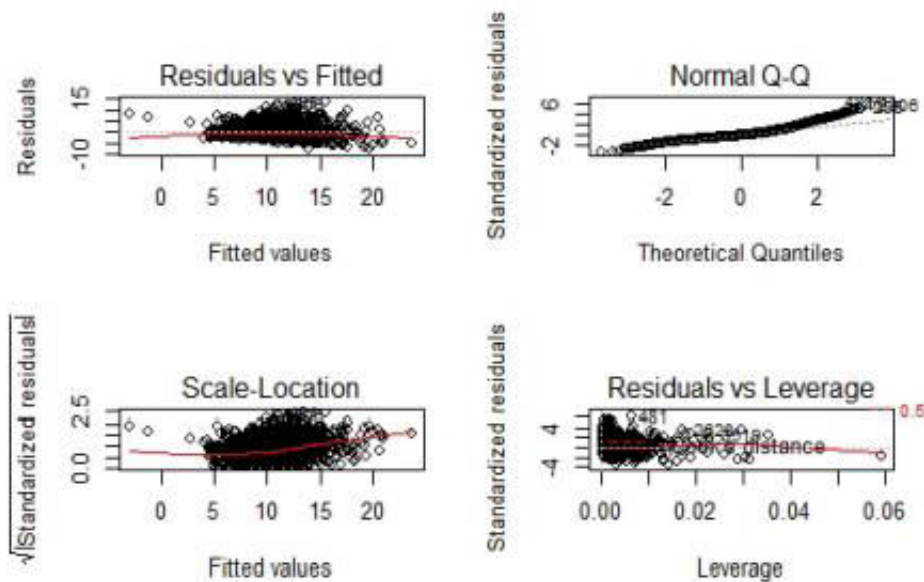 Residuals vs Fitted
Residuals
15
-10
0 5 10 15 20
Fitted values
Normal Q-Q
Standardized residuals
6
-2
-2 0 2
Theoretical Quantiles
Scale-Location
√|Standardized residuals|
2.5
0.0
0 5 10 15 20
Fitted values
Residuals vs Leverage
Standardized residuals
4
-4
481
distance
0.5
0.00 0.02 0.04 0.06
Leverage